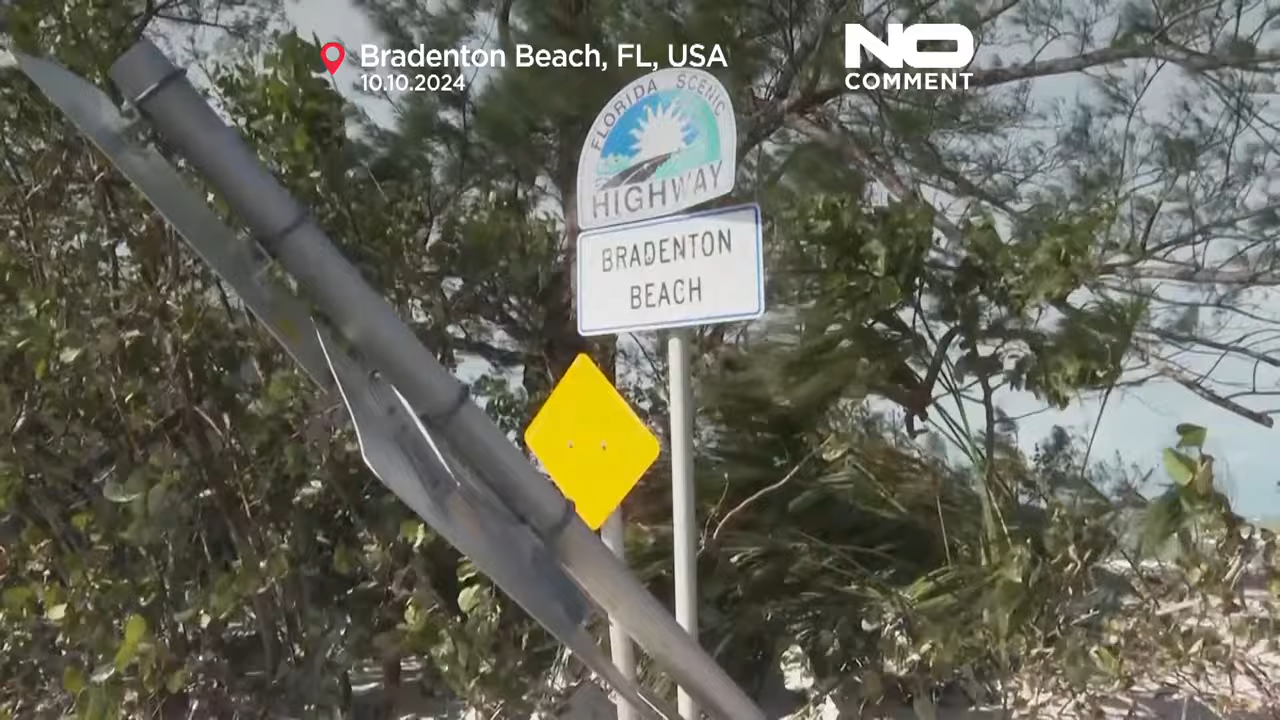 Bradenton Beach, FL, USA
10.10.2024
NO
COMMENT
FLORIDA SCENIC
HIGHWAY
BRADENTON
BEACH